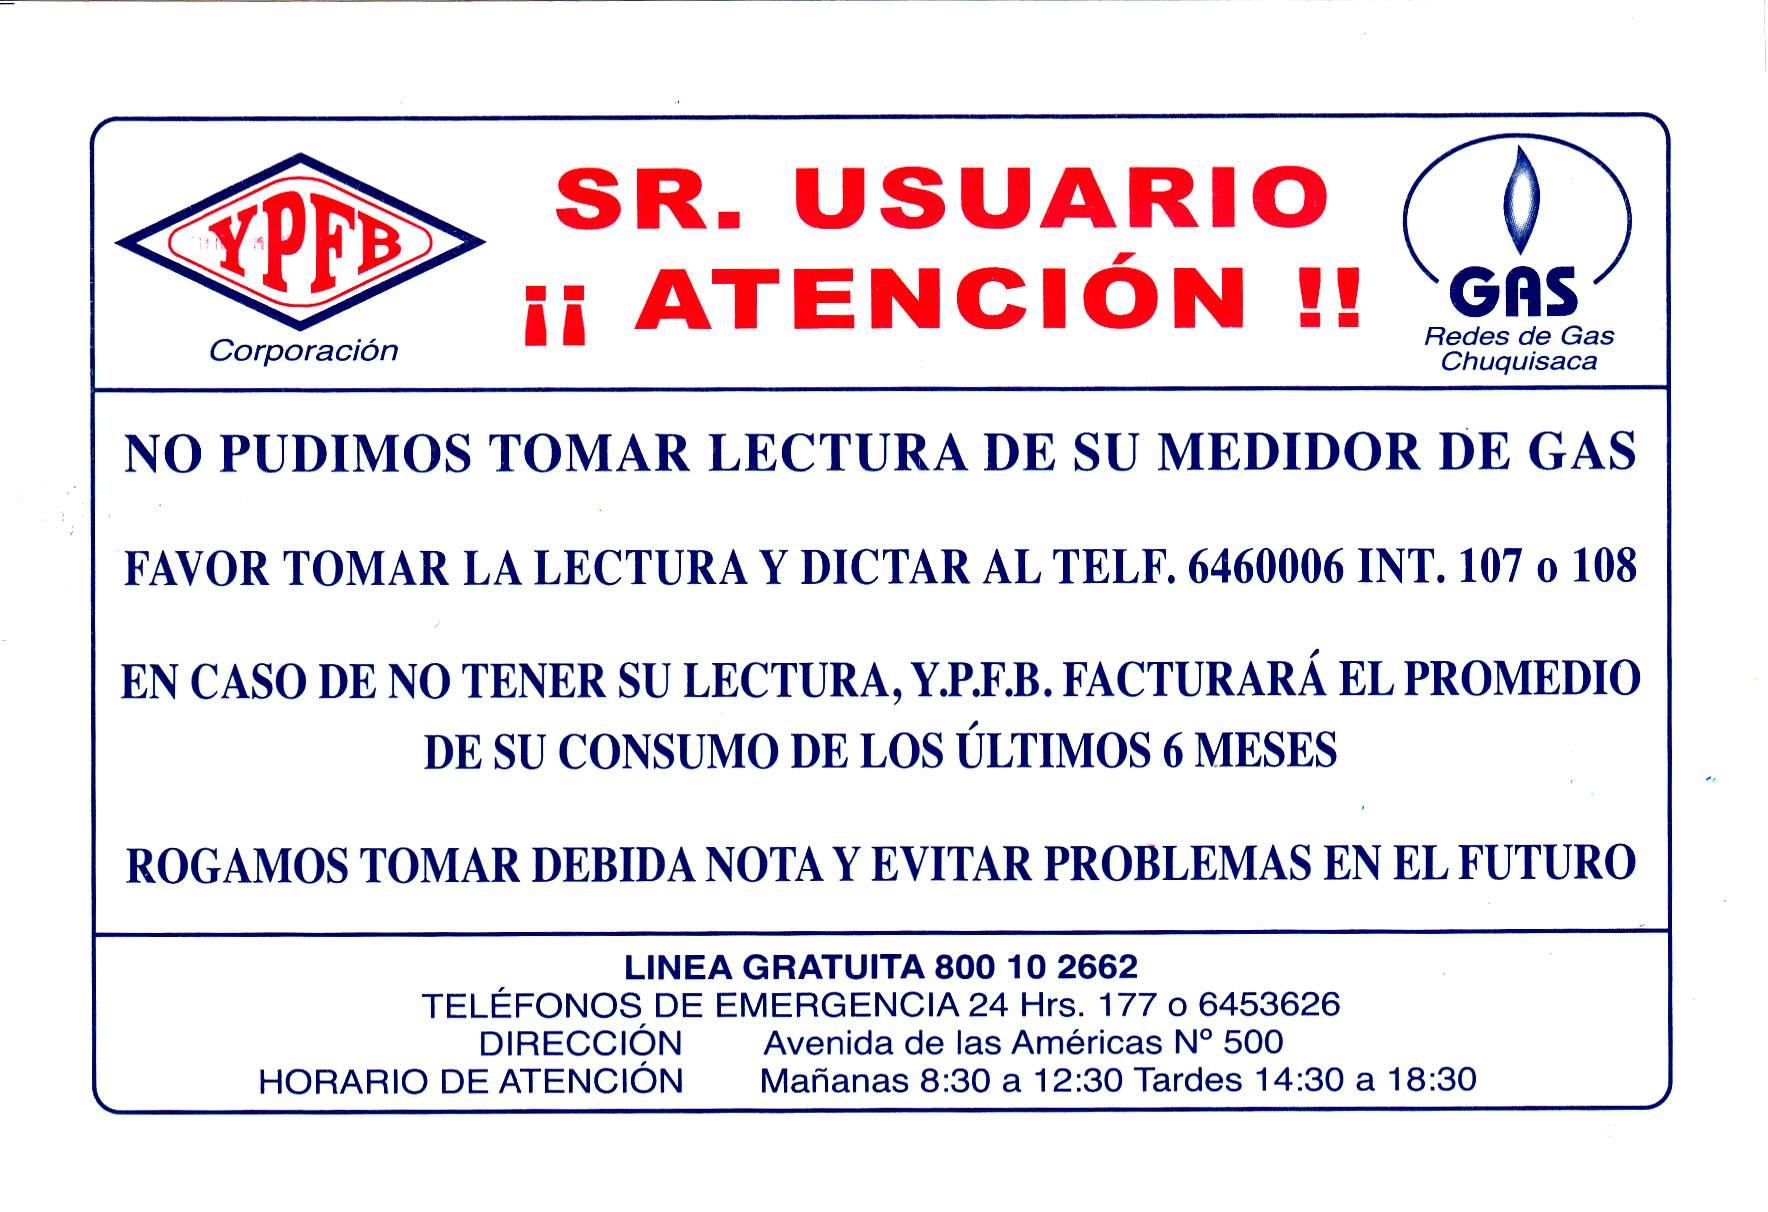 YPFB
Corporación
SR. USUARIO
¡¡ ATENCIÓN !!
GAS
Redes de Gas
Chuquisaca
NO PUDIMOS TOMAR LECTURA DE SU MEDIDOR DE GAS
FAVOR TOMAR LA LECTURA Y DICTAR AL TELF. 6460006 INT. 107 o 108
EN CASO DE NO TENER SU LECTURA, Y.P.F.B. FACTURARÁ EL PROMEDIO
DE SU CONSUMO DE LOS ÚLTIMOS 6 MESES
ROGAMOS TOMAR DEBIDA NOTA Y EVITAR PROBLEMAS EN EL FUTURO
LINEA GRATUITA 800 10 2662
TELÉFONOS DE EMERGENCIA 24 Hrs. 177 o 6453626
DIRECCIÓN Avenida de las Américas Nº 500
HORARIO DE ATENCIÓN Mañanas 8:30 a 12:30 Tardes 14:30 a 18:30